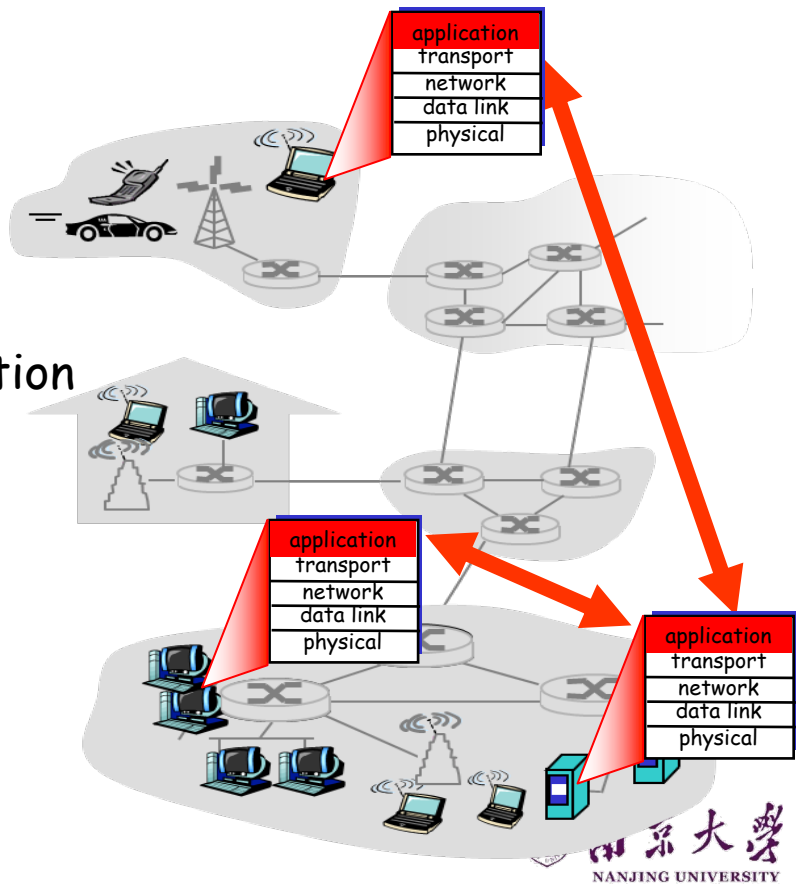 application
transport
network
data link
physical
tion
application
transport
network
data link
physical
application
transport
network
data link
physical
南京大学
NANJING UNIVERSITY